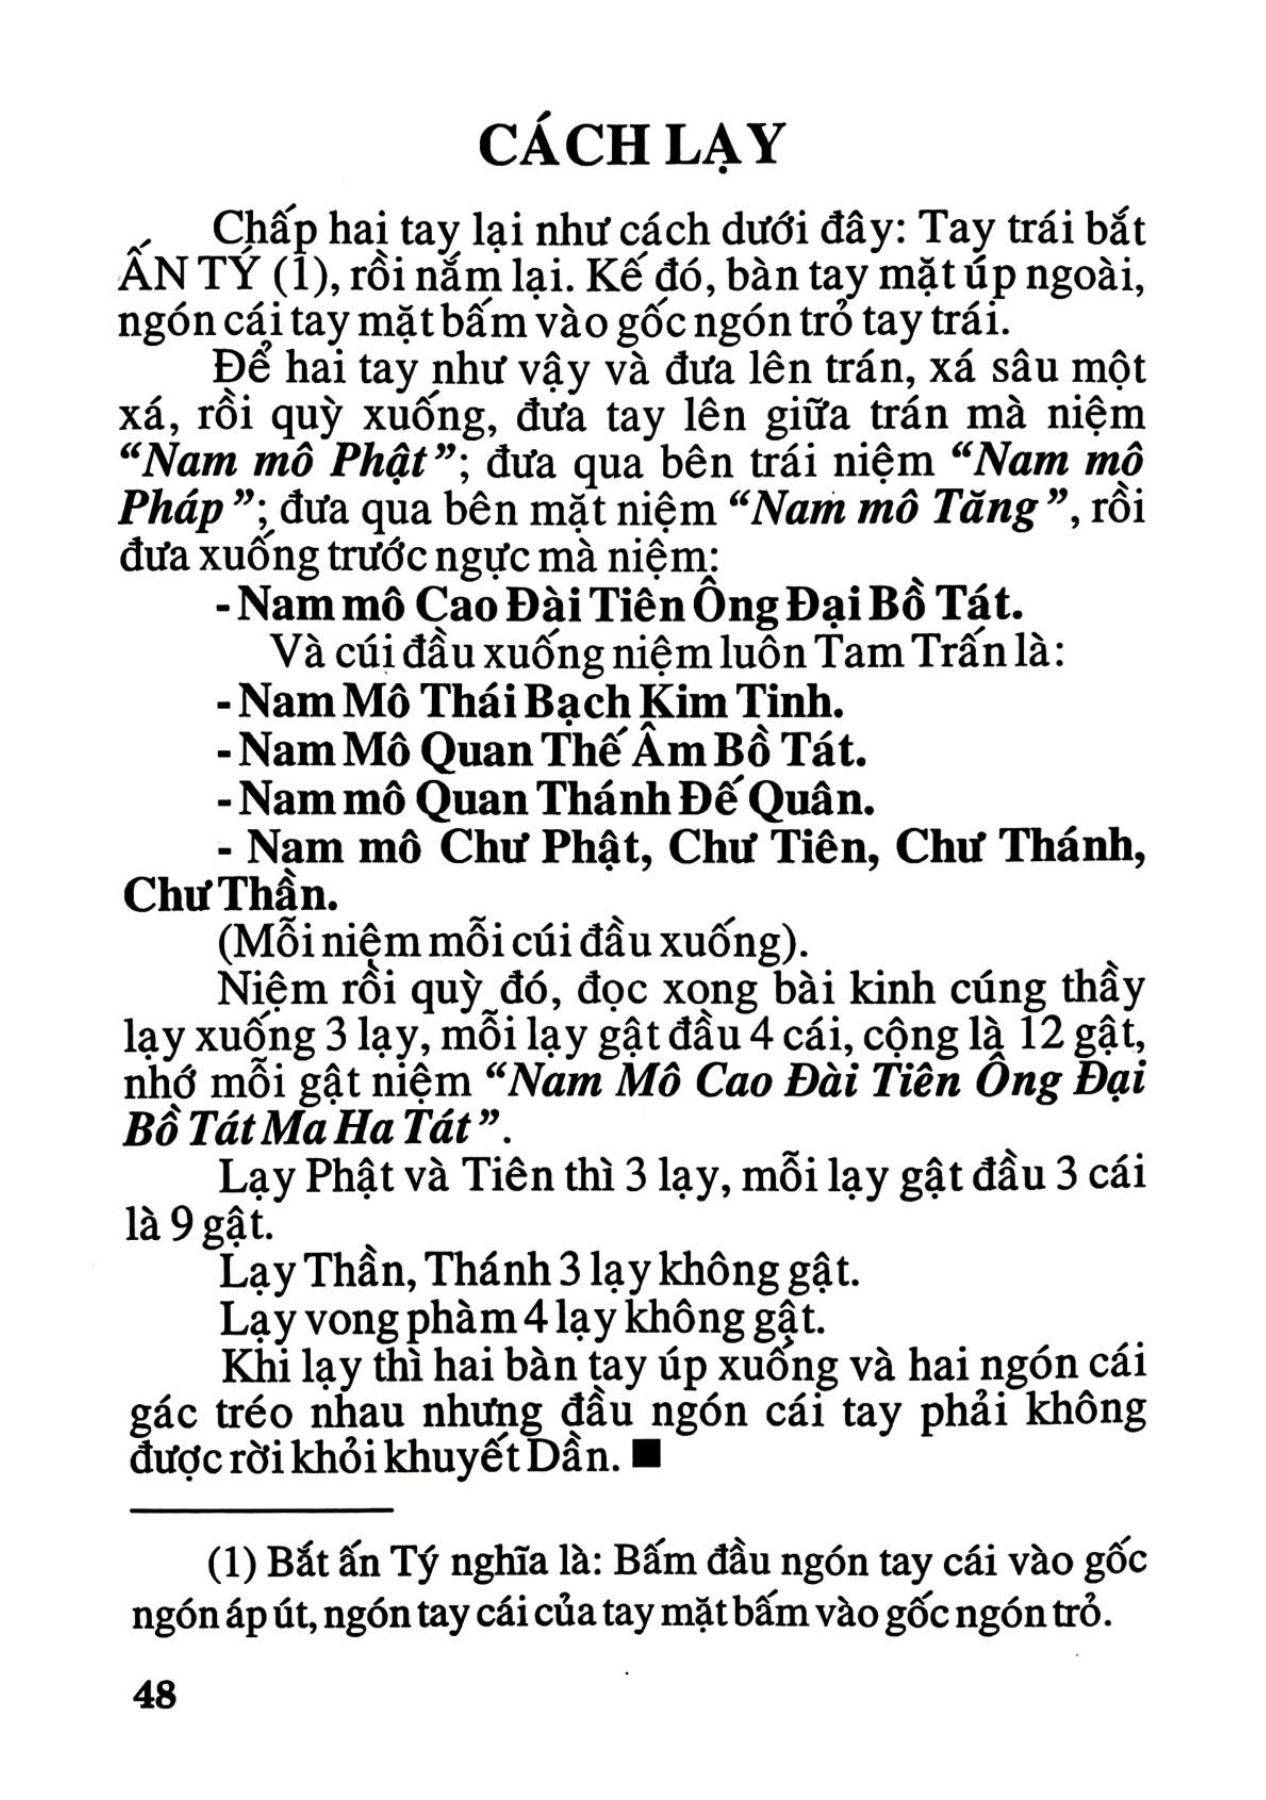 CÁCH LẠY
Chấp hai tay lại như cách dưới đây: Tay trái bắt
ẤN TÝ (1), rồi nắm lại. Kế đó, bàn tay mặt úp ngoài,
ngón cái tay mặt bấm vào gốc ngón trỏ tay trái.
Để hai tay như vậy và đưa lên trán, xá sâu một
xá, rồi quỳ xuống, đưa tay lên giữa trán mà niệm
“Nam mô Phật”; đưa qua bên trái niệm “Nam mô
Pháp”; đưa qua bên mặt niệm “Nam mô Tăng”, rồi
đưa xuống trước ngực mà niệm:
- Nam mô Cao Đài Tiên Ông Đại Bồ Tát.
Và cúi đầu xuống niệm luôn Tam Trấn là:
- Nam Mô Thái Bạch Kim Tinh.
- Nam Mô Quan Thế Âm Bồ Tát.
- Nam mô Quan Thánh Đế Quân.
- Nam mô Chư Phật, Chư Tiên, Chư Thánh,
Chư Thần.
(Mỗi niệm mỗi cúi đầu xuống).
Niệm rồi quỳ đó, đọc xong bài kinh cúng thầy
lạy xuống 3 lạy, mỗi lạy gật đầu 4 cái, cộng là 12 gật,
nhớ mỗi gật niệm “Nam Mô Cao Đài Tiên Ông Đại
Bồ Tát Ma Ha Tát”.
Lạy Phật và Tiên thì 3 lạy, mỗi lạy gật đầu 3 cái
là 9 gật.
Lạy Thần, Thánh 3 lạy không gật.
Lạy vong phàm 4 lạy không gật.
Khi lạy thì hai bàn tay úp xuống và hai ngón cái
gác tréo nhau nhưng đầu ngón cái tay phải không
được rời khỏi khuyết Dần. ■
(1) Bắt ấn Tý nghĩa là: Bấm đầu ngón tay cái vào gốc
ngón áp út, ngón tay cái của tay mặt bấm vào gốc ngón trỏ.
48